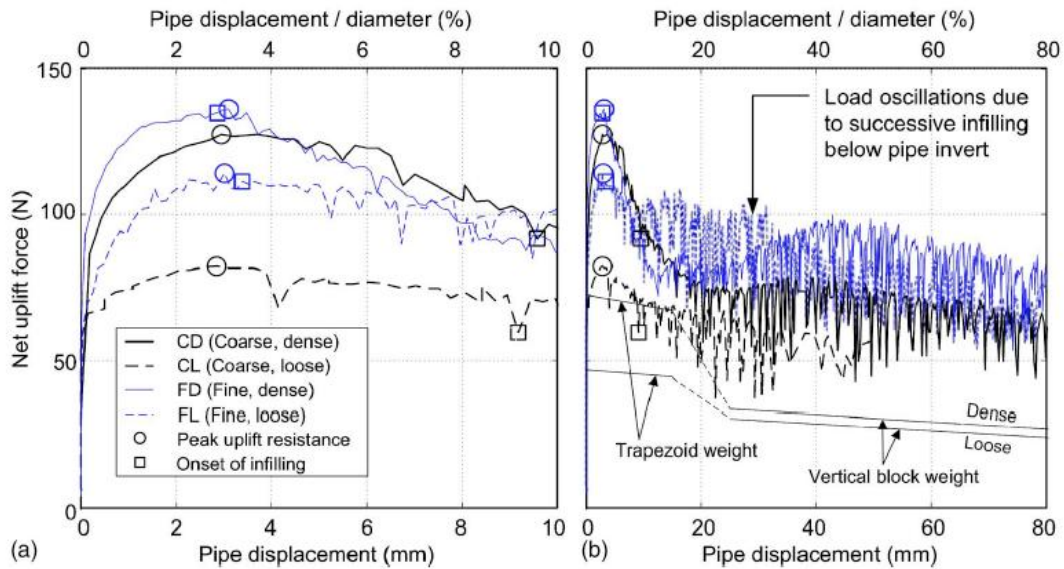 Pipe displacement / diameter (%)
0 2 4 6 8 10
150
100
50
0
Net uplift force (N)
CD (Coarse, dense)
CL (Coarse, loose)
FD (Fine, dense)
FL (Fine, loose)
Peak uplift resistance
Onset of infilling
0 2 4 6 8 10
(a)
Pipe displacement (mm)
Pipe displacement / diameter (%)
0 20 40 60 80
Load oscillations due
to successive infilling
below pipe invert
Dense
Loose
Trapezoid weight
Vertical block weight
0 20 40 60 80
(b)
Pipe displacement (mm)